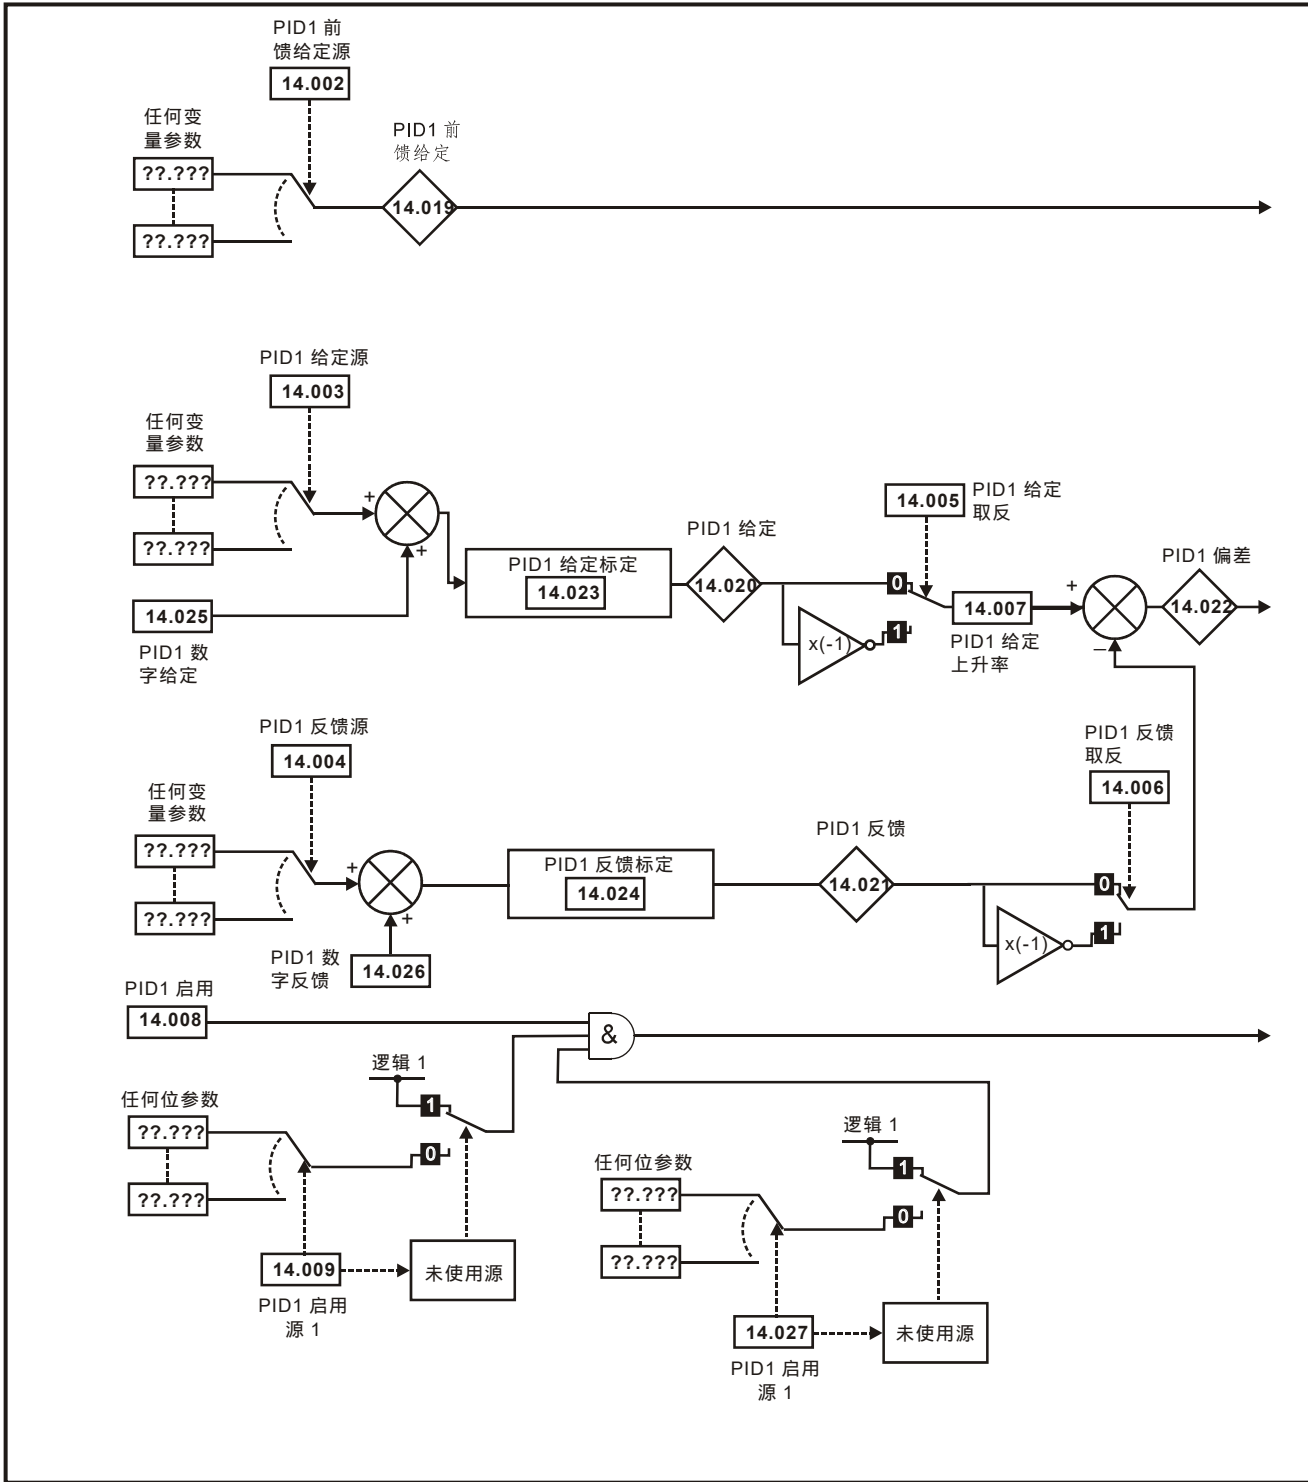 PID1 前
馈给定源
14.002
任何变
量参数
??.???
??.???
PID1 前
馈给定
14.019
PID1 给定源
14.003
任何变
量参数
??.???
??.???
+
+
14.025
PID1 数
字给定
PID1 给定标定
14.023
PID1 给定
14.020
14.005
PID1 给定
取反
0
1
x(-1)
14.007
PID1 给定
上升率
+
–
PID1 偏差
14.022
PID1 反馈源
14.004
任何变
量参数
??.???
??.???
+
+
PID1 数
字反馈
14.026
PID1 反馈标定
14.024
PID1 反馈
14.021
PID1 反馈
取反
14.006
0
1
x(-1)
PID1 启用
14.008
&
逻辑 1
1
0
任何位参数
??.???
??.???
14.009
PID1 启用
源 1
未使用源
逻辑 1
1
0
任何位参数
??.???
??.???
14.027
PID1 启用
源 1
未使用源